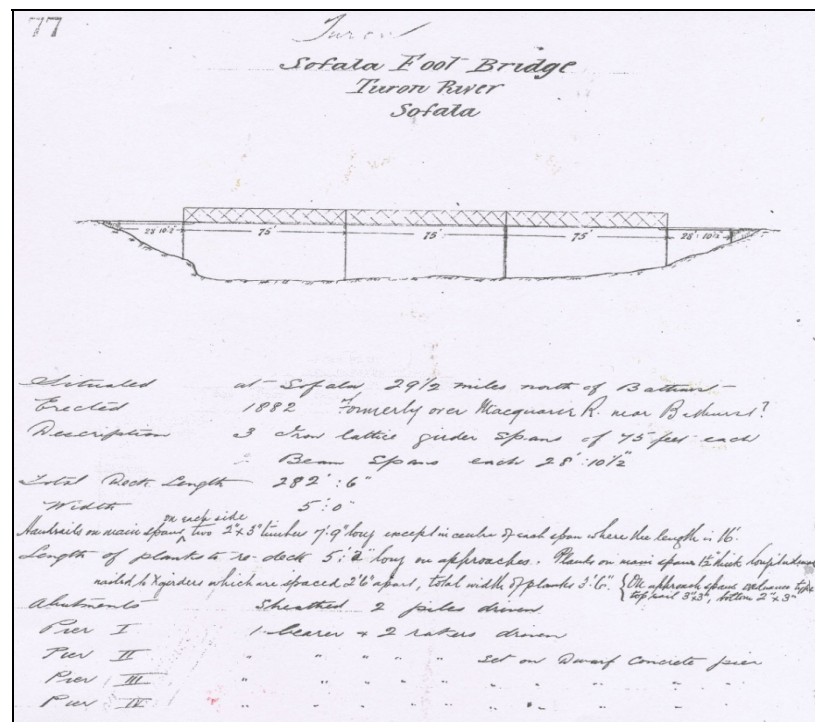 77
Turon
Sofala Foot Bridge
Turon River
Sofala
28' 10½" 75' 75' 75' 28' 10½"
Situated at Sofala 29½ miles north of Bathurst
Erected 1882 Formerly over Macquarie R. near Bathurst?
Description 3 Iron lattice girder spans of 75 feet each
2 Beam Spans each 28':10½"
Total Deck Length 282':6"
Width 5':0"
on each side
Handrails on main spans two 2"x3" timbers 7'.9" long except in centre of each span where the length is 16'.
Length of planks to re-deck 5':2" long on approaches. Planks on main spans 1½" thick
nailed to girders which are spaced 2'6" apart, total width of planks 3'.6". { On approach spans type
top rail 3"x3", bottom 2"x3"
Abutments Sheathed 2 piles driven
Pier I 1 bearer & 2 rakers driven
Pier II " " " " " set on Dwarf Concrete pier
Pier III " " " " " " " " " "
Pier IV " " " " " " " " " "